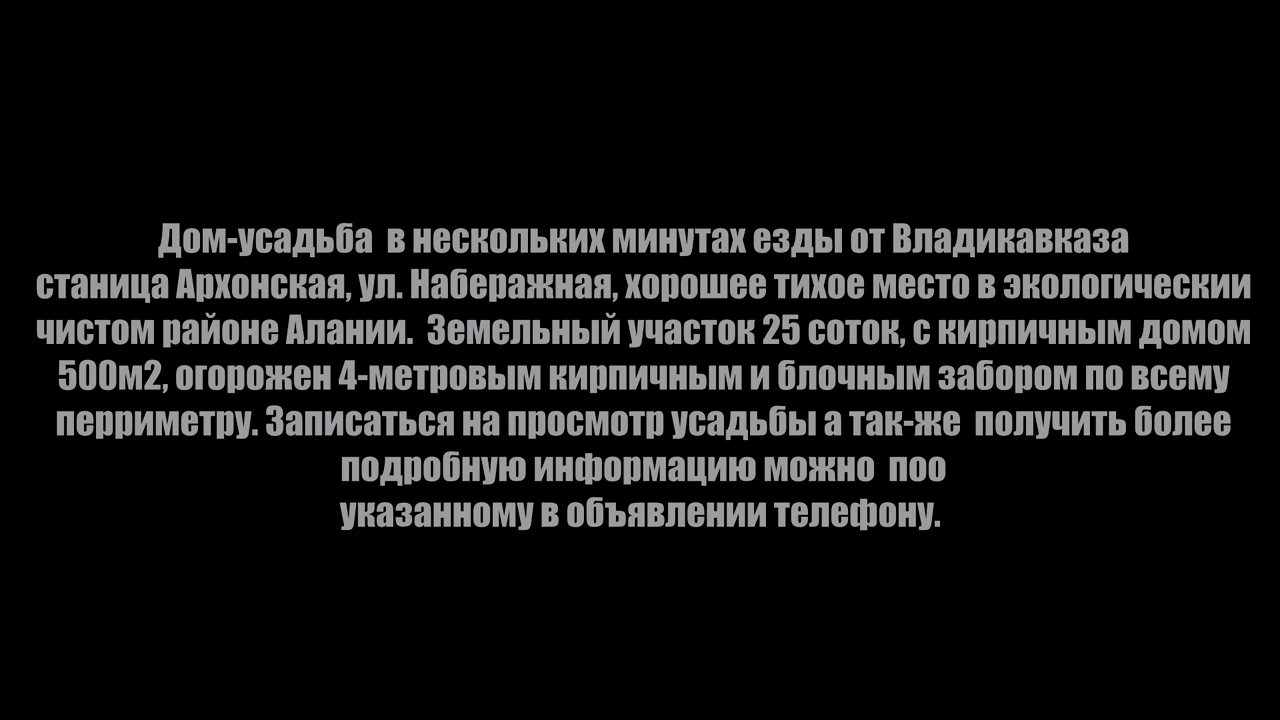 Дом-усадьба в нескольких минутах езды от Владикавказа
станица Архонская, ул. Наберажная, хорошее тихое место в экологическии
чистом районе Алании. Земельный участок 25 соток, с кирпичным домом
500м2, огорожен 4-метровым кирпичным и блочным забором по всему
перриметру. Записаться на просмотр усадьбы а так-же получить более
подробную информацию можно поо
указанному в объявлении телефону.